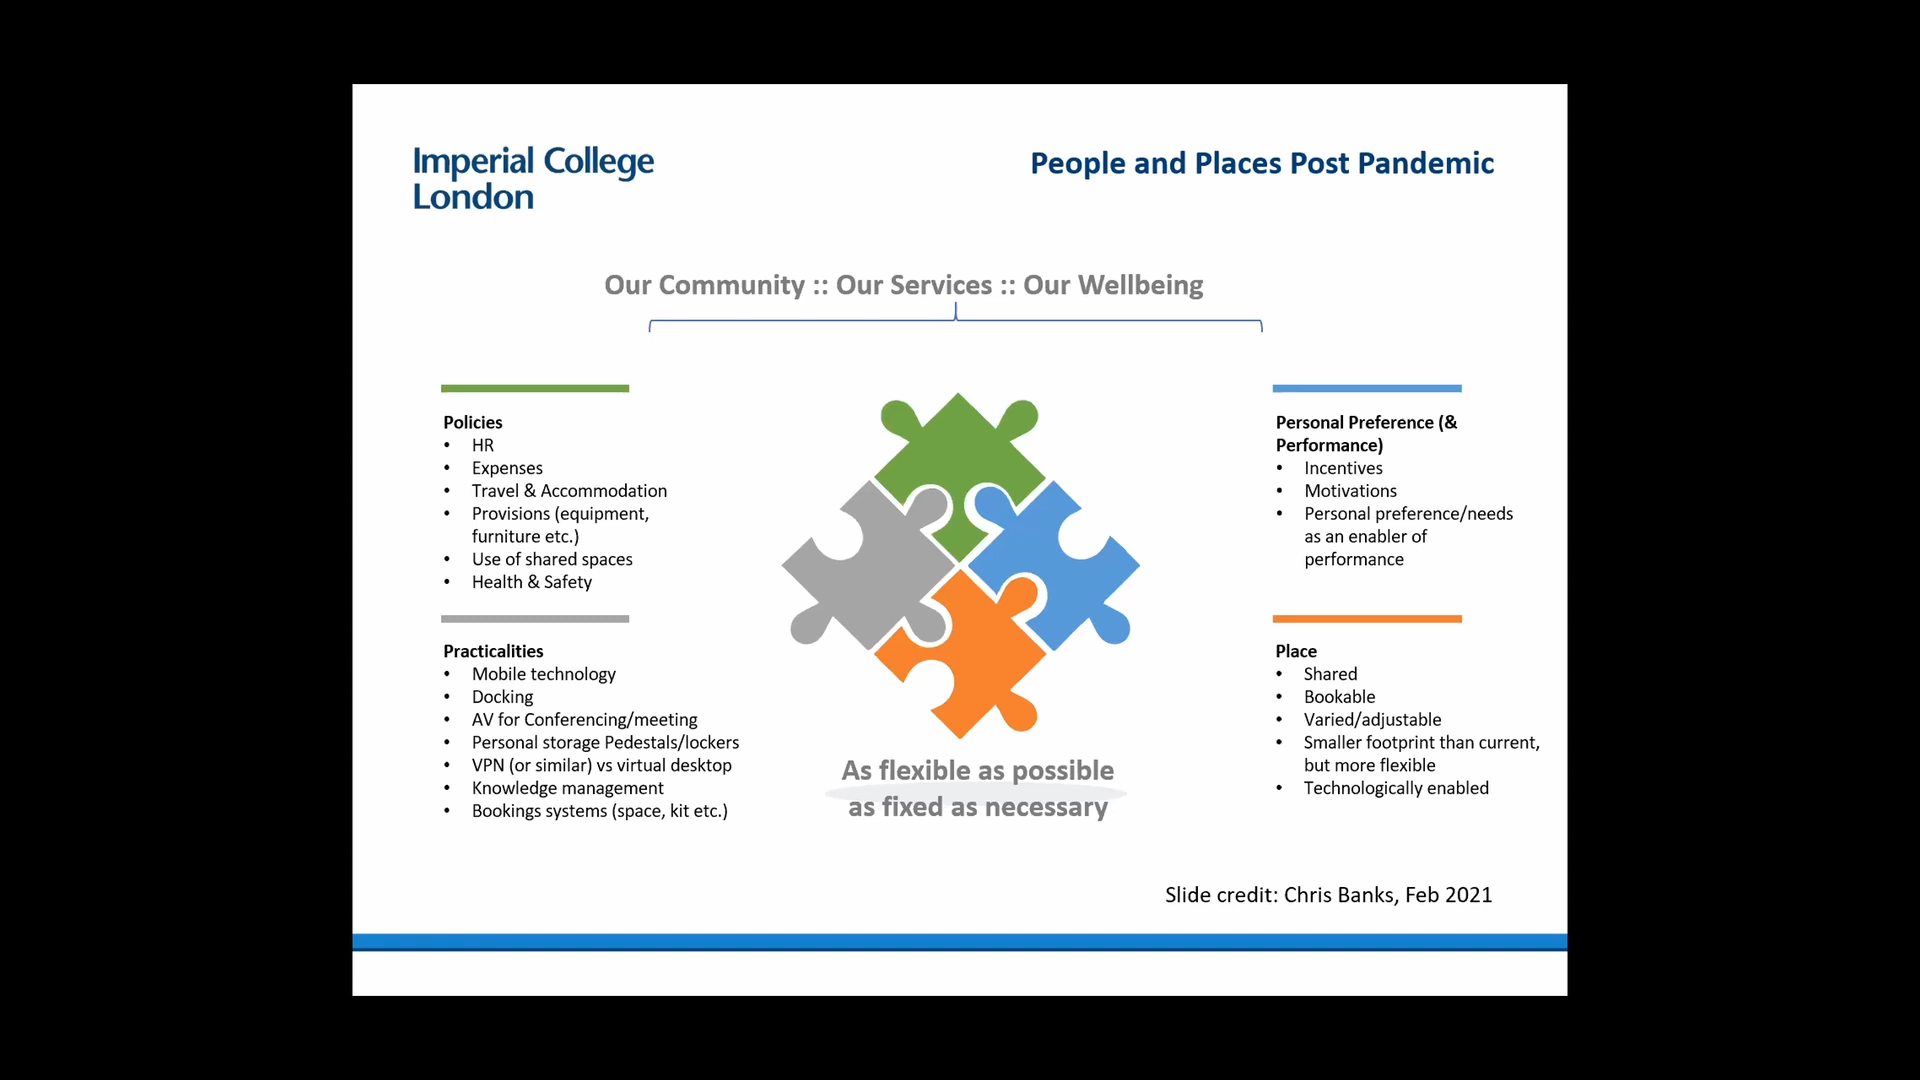 Imperial College
London
People and Places Post Pandemic
Our Community :: Our Services :: Our Wellbeing
Policies
• HR
• Expenses
• Travel & Accommodation
• Provisions (equipment,
furniture etc.)
• Use of shared spaces
• Health & Safety
Practicalities
• Mobile technology
• Docking
• AV for Conferencing/meeting
• Personal storage Pedestals/lockers
• VPN (or similar) vs virtual desktop
• Knowledge management
• Bookings systems (space, kit etc.)
As flexible as possible
as fixed as necessary
Personal Preference (&
Performance)
• Incentives
• Motivations
• Personal preference/needs
as an enabler of
performance
Place
• Shared
• Bookable
• Varied/adjustable
• Smaller footprint than current,
but more flexible
• Technologically enabled
Slide credit: Chris Banks, Feb 2021